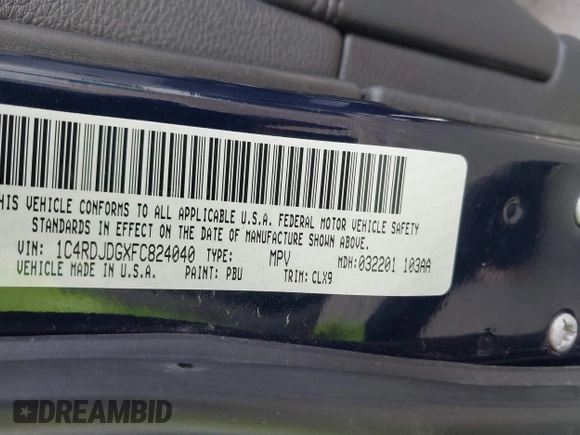 THIS VEHICLE CONFORMS TO ALL APPLICABLE U.S.A. FEDERAL MOTOR VEHICLE SAFETY
STANDARDS IN EFFECT ON THE DATE OF MANUFACTURE SHOWN ABOVE.
VIN: 1C4RDJDGXFC824040 TYPE: MPV MDH:032201 103AA
VEHICLE MADE IN U.S.A. PAINT: PBU TRIM: CLX9
DREAMBID